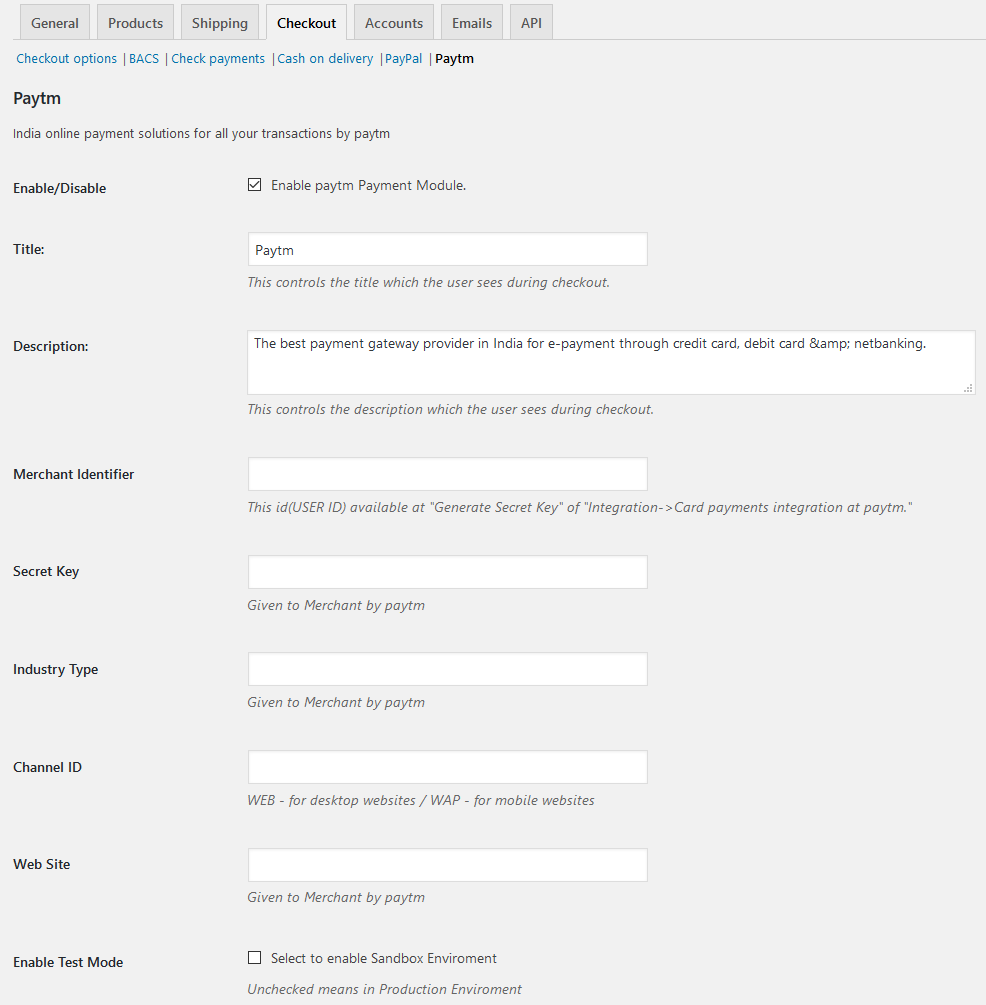 General Products Shipping Checkout Accounts Emails API
Checkout options | BACS | Check payments | Cash on delivery | PayPal | Paytm
Paytm
India online payment solutions for all your transactions by paytm
Enable/Disable Enable paytm Payment Module.
Title: Paytm
This controls the title which the user sees during checkout.
Description: The best payment gateway provider in India for e-payment through credit card, debit card &amp; netbanking.
This controls the description which the user sees during checkout.
Merchant Identifier
This id(USER ID) available at "Generate Secret Key" of "Integration->Card payments integration at paytm."
Secret Key
Given to Merchant by paytm
Industry Type
Given to Merchant by paytm
Channel ID
WEB - for desktop websites / WAP - for mobile websites
Web Site
Given to Merchant by paytm
Enable Test Mode Select to enable Sandbox Enviroment
Unchecked means in Production Enviroment